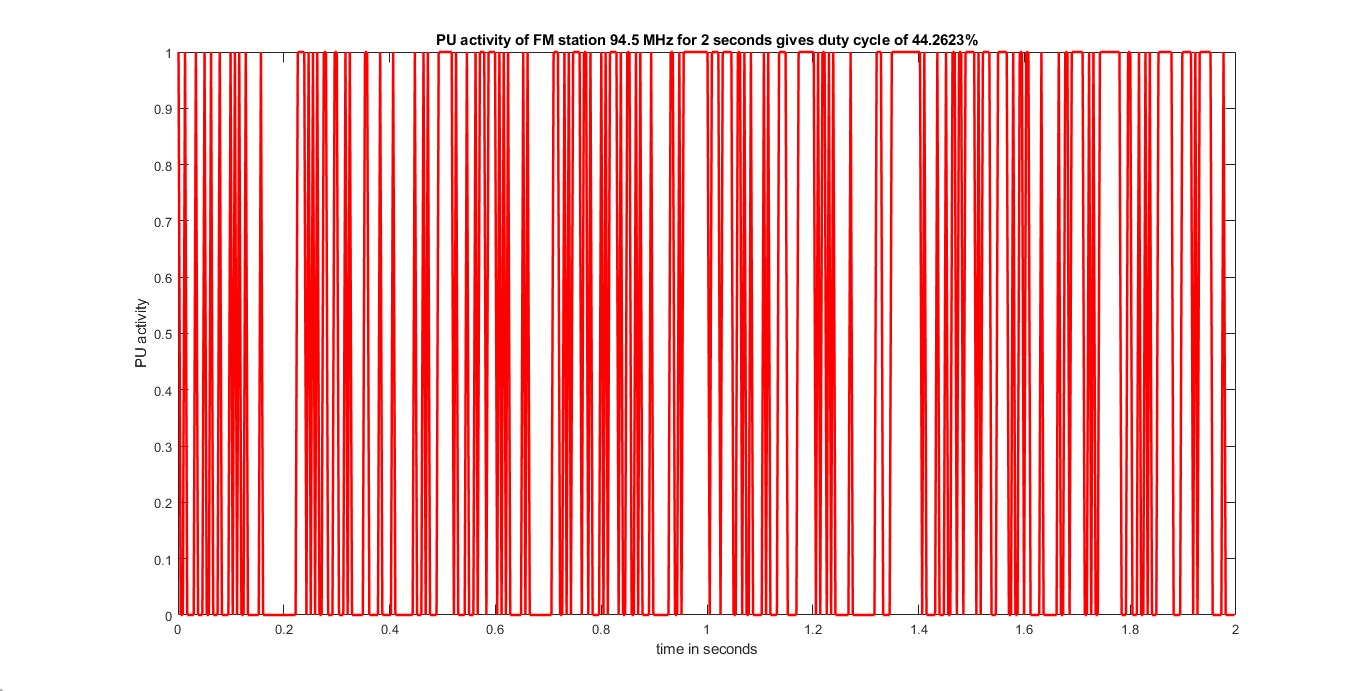 PU activity of FM station 94.5 MHz for 2 seconds gives duty cycle of 44.2623%
1
0.9
0.8
0.7
0.6
0.5
0.4
0.3
0.2
0.1
0
PU activity
0 0.2 0.4 0.6 0.8 1 1.2 1.4 1.6 1.8 2
time in seconds